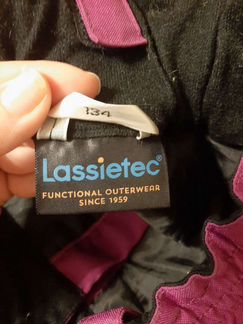 134
Lassietec®
FUNCTIONAL OUTERWEAR
SINCE 1959